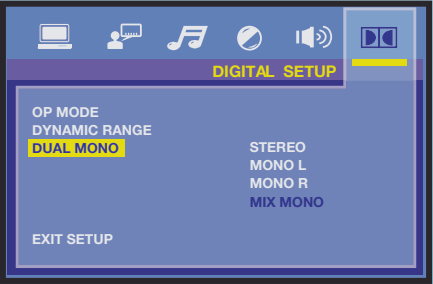 DIGITAL SETUP
OP MODE
DYNAMIC RANGE
DUAL MONO
STEREO
MONO L
MONO R
MIX MONO
EXIT SETUP